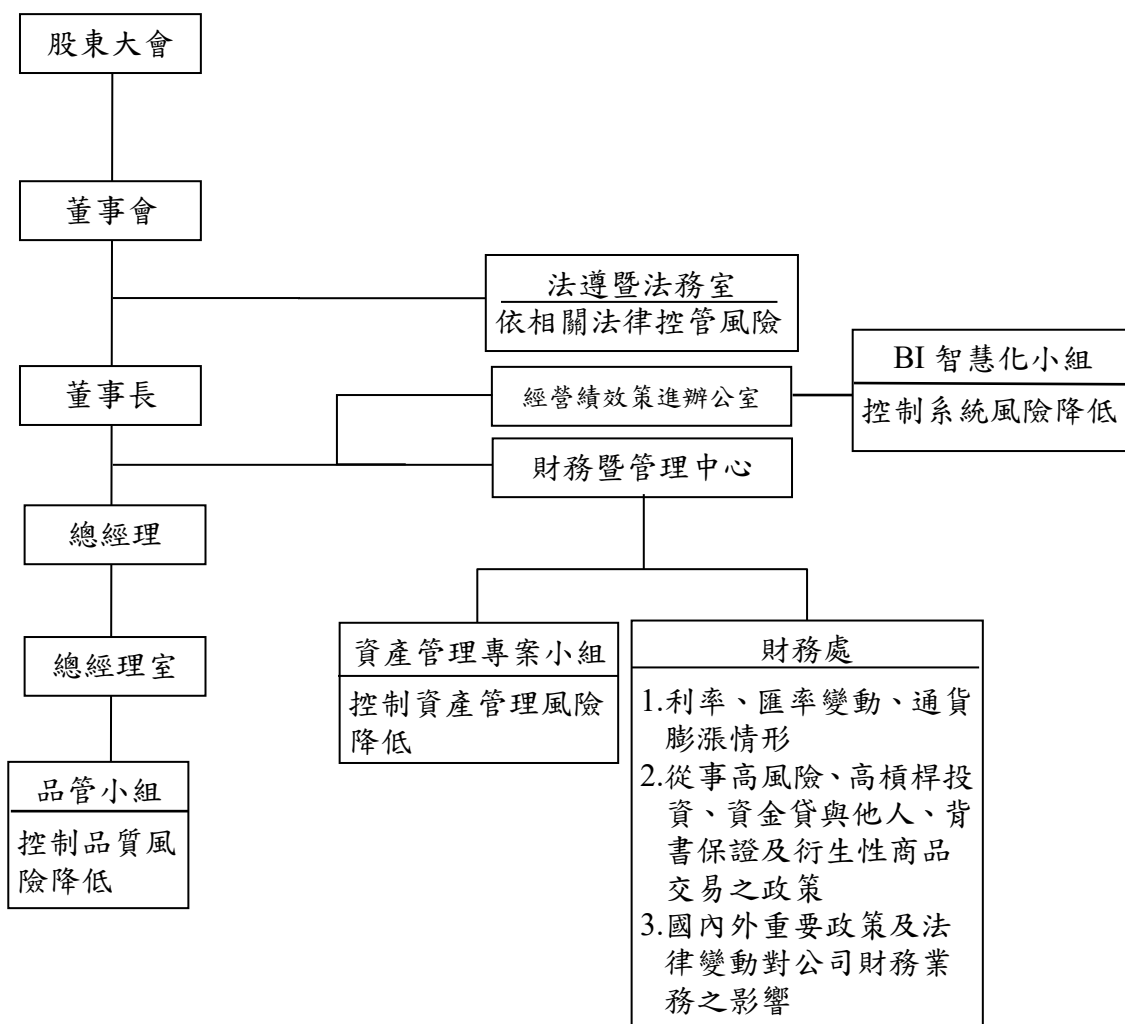 股東大會
董事會
法遵暨法務室
依相關法律控管風險
BI 智慧化小組
控制系統風險降低
董事長
經營績效策進辦公室
財務暨管理中心
總經理
總經理室
資產管理專案小組
控制資產管理風險
降低
財務處
1.利率、匯率變動、通貨
膨漲情形
2.從事高風險、高槓桿投
資、資金貸與他人、背
書保證及衍生性商品
交易之政策
3.國內外重要政策及法
律變動對公司財務業
務之影響
品管小組
控制品質風
險降低